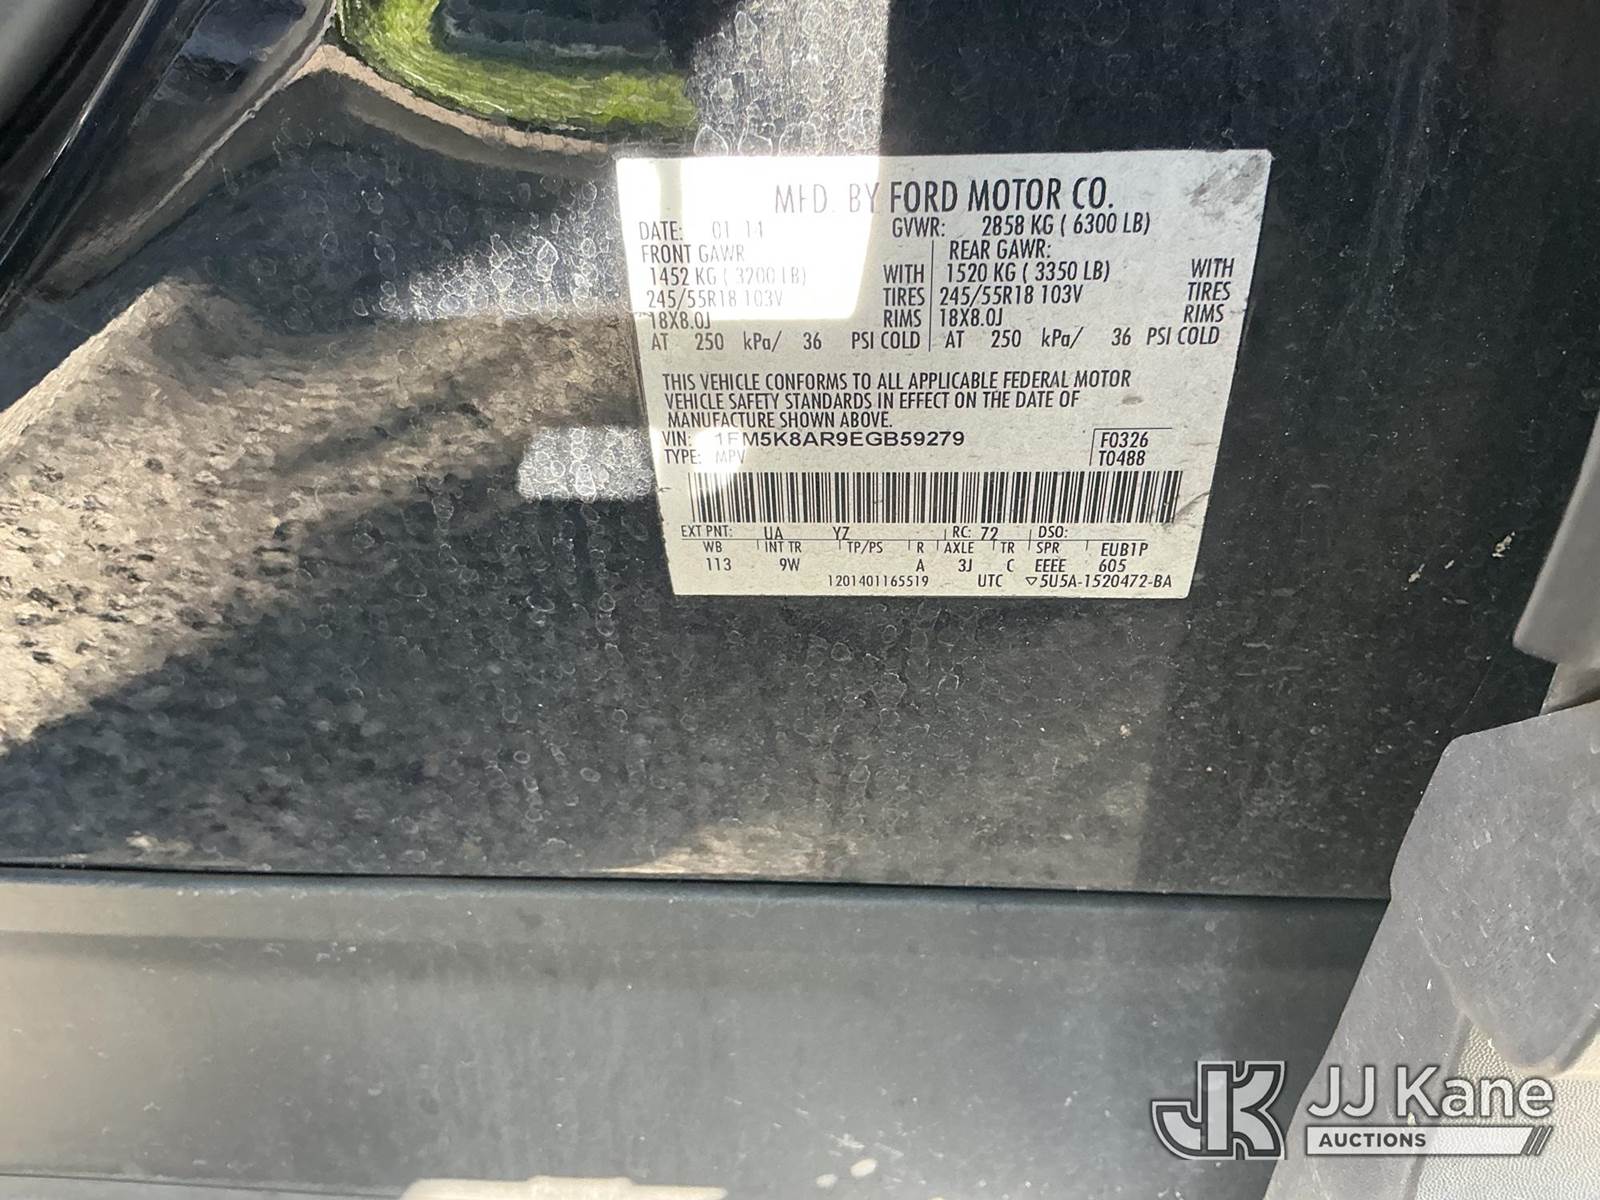 MFD. BY FORD MOTOR CO.
DATE: 01 14 GVWR: 2858 KG ( 6300 LB)
FRONT GAWR REAR GAWR:
1452 KG ( 3200 LB) WITH 1520 KG ( 3350 LB) WITH
245/55R18 103V TIRES 245/55R18 103V TIRES
18X8.0J RIMS 18X8.0J RIMS
AT 250 kPa/ 36 PSI COLD AT 250 kPa/ 36 PSI COLD
THIS VEHICLE CONFORMS TO ALL APPLICABLE FEDERAL MOTOR
VEHICLE SAFETY STANDARDS IN EFFECT ON THE DATE OF
MANUFACTURE SHOWN ABOVE.
VIN: 1FM5K8AR9EGB59279 F0326
TYPE: MPV T0488
EXT PNT: UA YZ RC: 72 DSO:
WB INT TR TP/PS R AXLE TR SPR EUB1P
113 9W A 3J C EEEE 605
1201401165519 UTC ▽5U5A-1520472-BA
JK JJ Kane
AUCTIONS